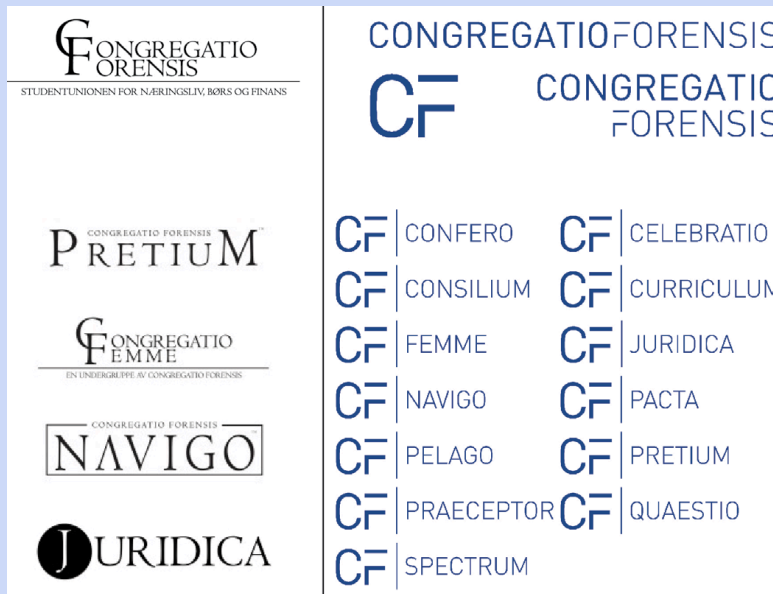 CONGREGATIO
FORENSIS
STUDENTUNIONEN FOR NÆRINGSLIV, BØRS OG FINANS
CONGREGATIO FORENSIS
PRETIUM
CONGREGATIO
FEMME
EN UNDERGRUPPE AV CONGREGATIO FORENSIS
CONGREGATIO FORENSIS
NAVIGO
JURIDICA
CONGREGATIOFORENSIS
CF
CONGREGATIO
FORENSIS
CF CONFERO
CF CELEBRATIO
CF CONSILIUM
CF CURRICULUM
CF FEMME
CF JURIDICA
CF NAVIGO
CF PACTA
CF PELAGO
CF PRETIUM
CF PRAECEPTOR
CF QUAESTIO
CF SPECTRUM